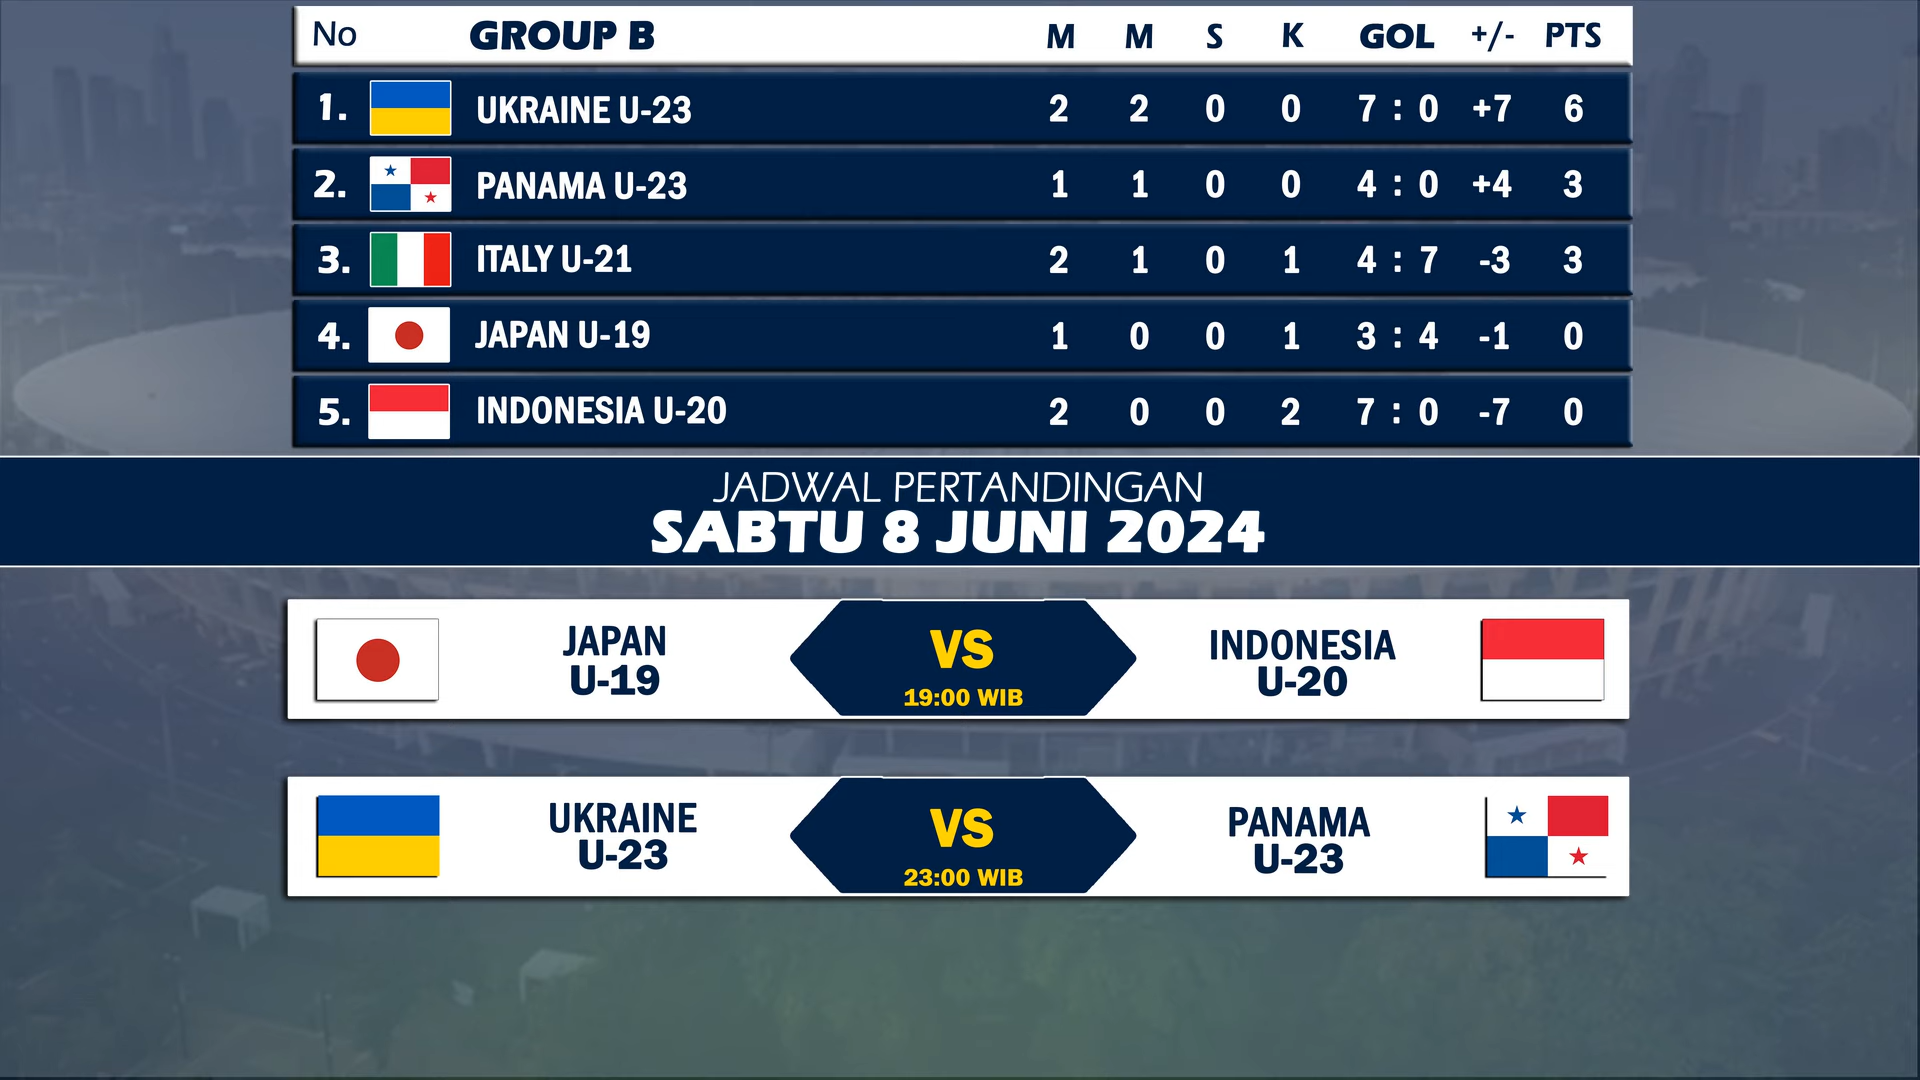 No GROUP B M M S K GOL +/- PTS
1. UKRAINE U-23 2 2 0 0 7 : 0 +7 6
2. PANAMA U-23 1 1 0 0 4 : 0 +4 3
3. ITALY U-21 2 1 0 1 4 : 7 -3 3
4. JAPAN U-19 1 0 0 1 3 : 4 -1 0
5. INDONESIA U-20 2 0 0 2 7 : 0 -7 0
JADWAL PERTANDINGAN
SABTU 8 JUNI 2024
JAPAN
U-19
VS
19:00 WIB
INDONESIA
U-20
UKRAINE
U-23
VS
23:00 WIB
PANAMA
U-23